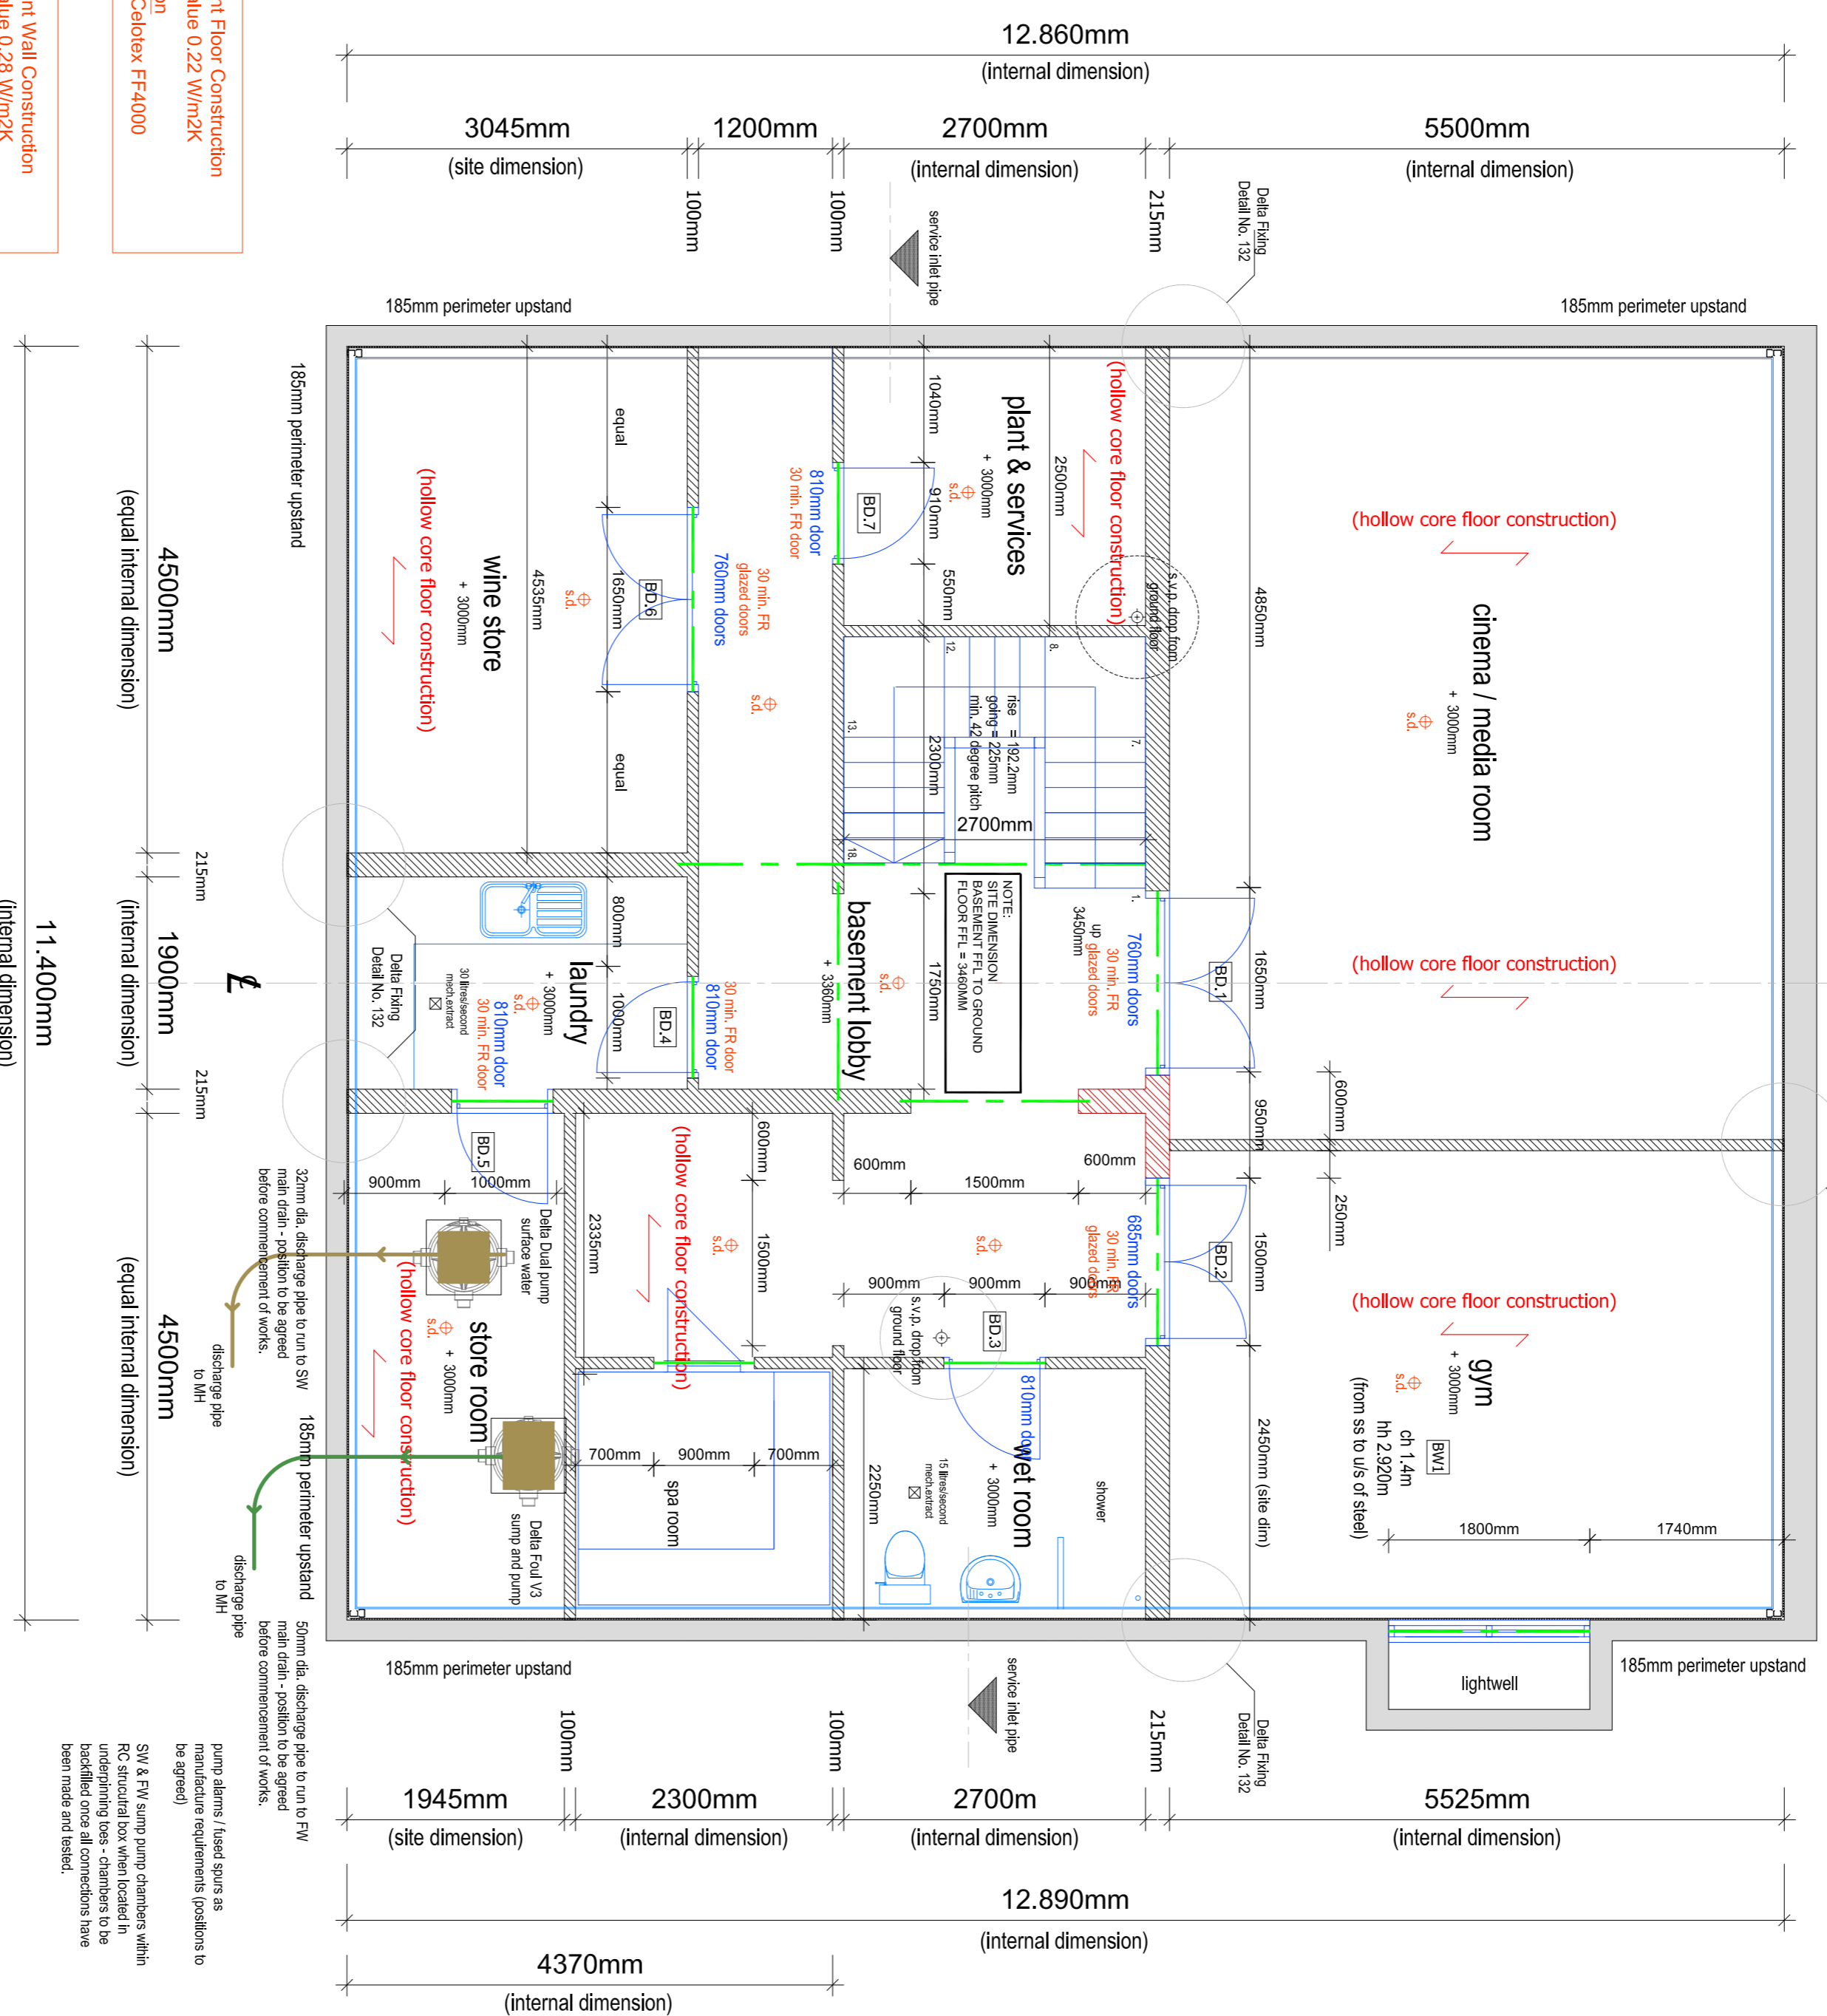 12.860mm
(internal dimension)
3045mm
(site dimension)
1200mm
2700mm
(internal dimension)
5500mm
(internal dimension)
100mm
100mm
215mm
service inlet pipe
Delta Fixing
Detail No. 132
nt Floor Construction
alue 0.22 W/m2K
on
Celotex FF4000
nt Wall Construction
alue 0.28 W/m2K
185mm perimeter upstand
185mm perimeter upstand
185mm perimeter upstand
(hollow core floor construction)
cinema / media room
+ 3000mm
s.d.
4850mm
(hollow core floor construction)
plant & services
+ 3000mm
s.d.
(hollow core floor construction)
2500mm
1040mm
910mm
550mm
BD.7
810mm door
30 min. FR door
s.v.p. drop from
ground floor
equal
1650mm
equal
4535mm
BD.6
30 min. FR
glazed doors
760mm doors
s.d.
wine store
+ 3000mm
s.d.
(hollow core floor construction)
12.
8.
13.
7.
18.
1.
rise = 192.2mm
going = 225mm
min. 42 degree pitch
2300mm
2700mm
NOTE:
SITE DIMENSION
BASEMENT FFL TO GROUND
FLOOR FFL = 3460MM
up
3450mm
760mm doors
30 min. FR
glazed doors
BD.1
1650mm
950mm
600mm
250mm
basement lobby
+ 3360mm
s.d.
1750mm
800mm
1000mm
BD.4
30 min. FR door
810mm door
laundry
+ 3000mm
s.d.
30 litres/second
mech.extract
810mm door
30 min. FR door
Delta Fixing
Detail No. 132
BD.5
900mm
1000mm
Delta Dual pump
surface water
store room
+ 3000mm
s.d.
(hollow core floor construction)
Delta Foul V3
sump and pump
600mm
1500mm
2335mm
(hollow core floor construction)
s.d.
600mm
1500mm
600mm
s.d.
685mm doors
30 min. FR
glazed doors
BD.2
1500mm
900mm
900mm
900mm
s.v.p. drop from
ground floor
BD.3
810mm door
wet room
+ 3000mm
15 litres/second
mech.extract
shower
2250mm
700mm
900mm
700mm
spa room
(hollow core floor construction)
gym
+ 3000mm
s.d.
BW1
ch 1.4m
hh 2.920m
(from ss to u/s of steel)
2450mm (site dim)
1800mm
1740mm
lightwell
4500mm
(equal internal dimension)
215mm
1900mm
(internal dimension)
215mm
4500mm
(equal internal dimension)
11.400mm
(internal dimension)
32mm dia. discharge pipe to run to SW
main drain - position to be agreed
before commencement of works.
discharge pipe
to MH
185mm perimeter upstand
50mm dia. discharge pipe to run to FW
main drain - position to be agreed
before commencement of works.
discharge pipe
to MH
pump alarms / fused spurs as
manufacture requirements (positions to
be agreed)
SW & FW sump pump chambers within
RC strucutral box when located in
underpinning toes - chambers to be
backfilled once all connections have
been made and tested.
185mm perimeter upstand
185mm perimeter upstand
service inlet pipe
Delta Fixing
Detail No. 132
100mm
100mm
215mm
1945mm
(site dimension)
2300mm
(internal dimension)
2700m
(internal dimension)
5525mm
(internal dimension)
12.890mm
(internal dimension)
4370mm
(internal dimension)